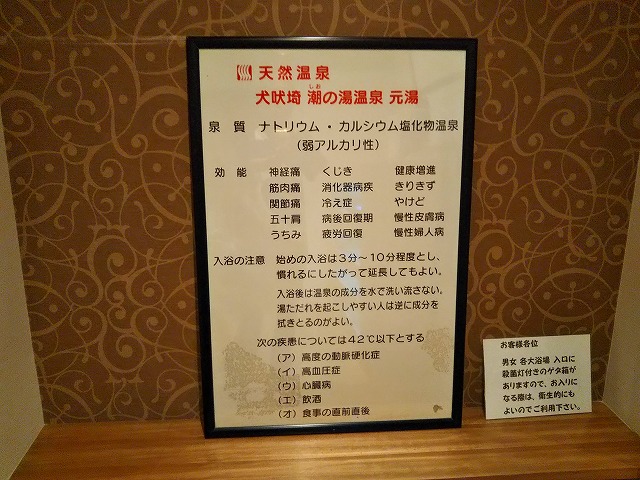 天然温泉
犬吠埼 潮の湯温泉 元湯
しお
泉 質 ナトリウム・カルシウム塩化物温泉
(弱アルカリ性)
効 能 神経痛 くじき 健康増進
筋肉痛 消化器病疾 きりきず
関節痛 冷え症 やけど
五十肩 病後回復期 慢性皮膚病
うちみ 疲労回復 慢性婦人病
入浴の注意 始めの入浴は3分〜10分程度とし、
慣れるにしたがって延長してもよい。
入浴後は温泉の成分を水で洗い流さない。
湯ただれを起こしやすい人は逆に成分を
拭きとるのがよい。
次の疾患については42℃以下とする
(ア)高度の動脈硬化症
(イ)高血圧症
(ウ)心臓病
(エ)飲酒
(オ)食事の直前直後
お客様各位
男女 各大浴場 入口に
殺菌灯付きのゲタ箱が
ありますので、お入りに
なる際は、衛生的にも
よいのでご利用下さい。